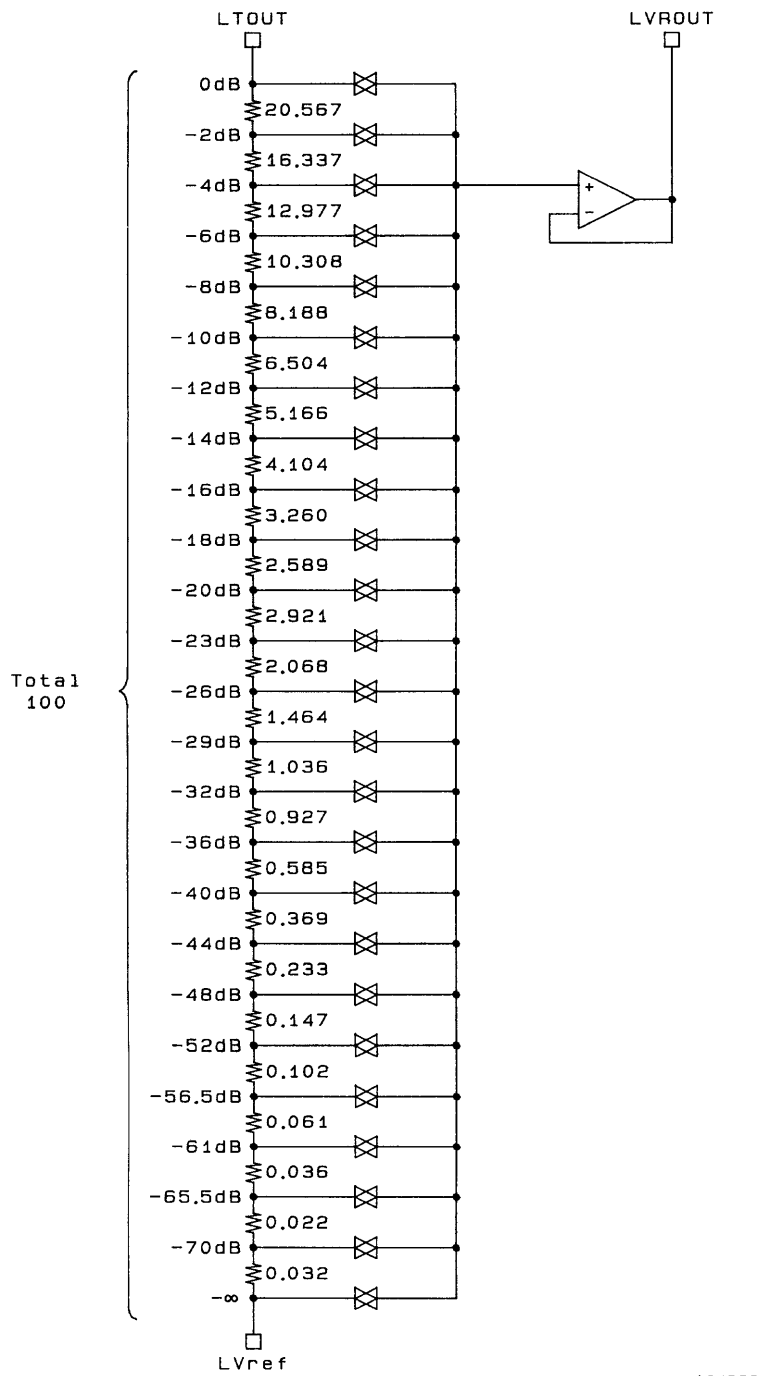 LTOUT
LVROUT
0dB
20.567
-2dB
16.337
-4dB
12.977
-6dB
10.308
-8dB
8.188
-10dB
6.504
-12dB
5.166
-14dB
4.104
-16dB
3.260
-18dB
2.589
-20dB
2.921
-23dB
2.068
-26dB
Total
100
1.464
-29dB
1.036
-32dB
0.927
-36dB
0.585
-40dB
0.369
-44dB
0.233
-48dB
0.147
-52dB
0.102
-56.5dB
0.061
-61dB
0.036
-65.5dB
0.022
-70dB
0.032
-∞
LVref
+
−